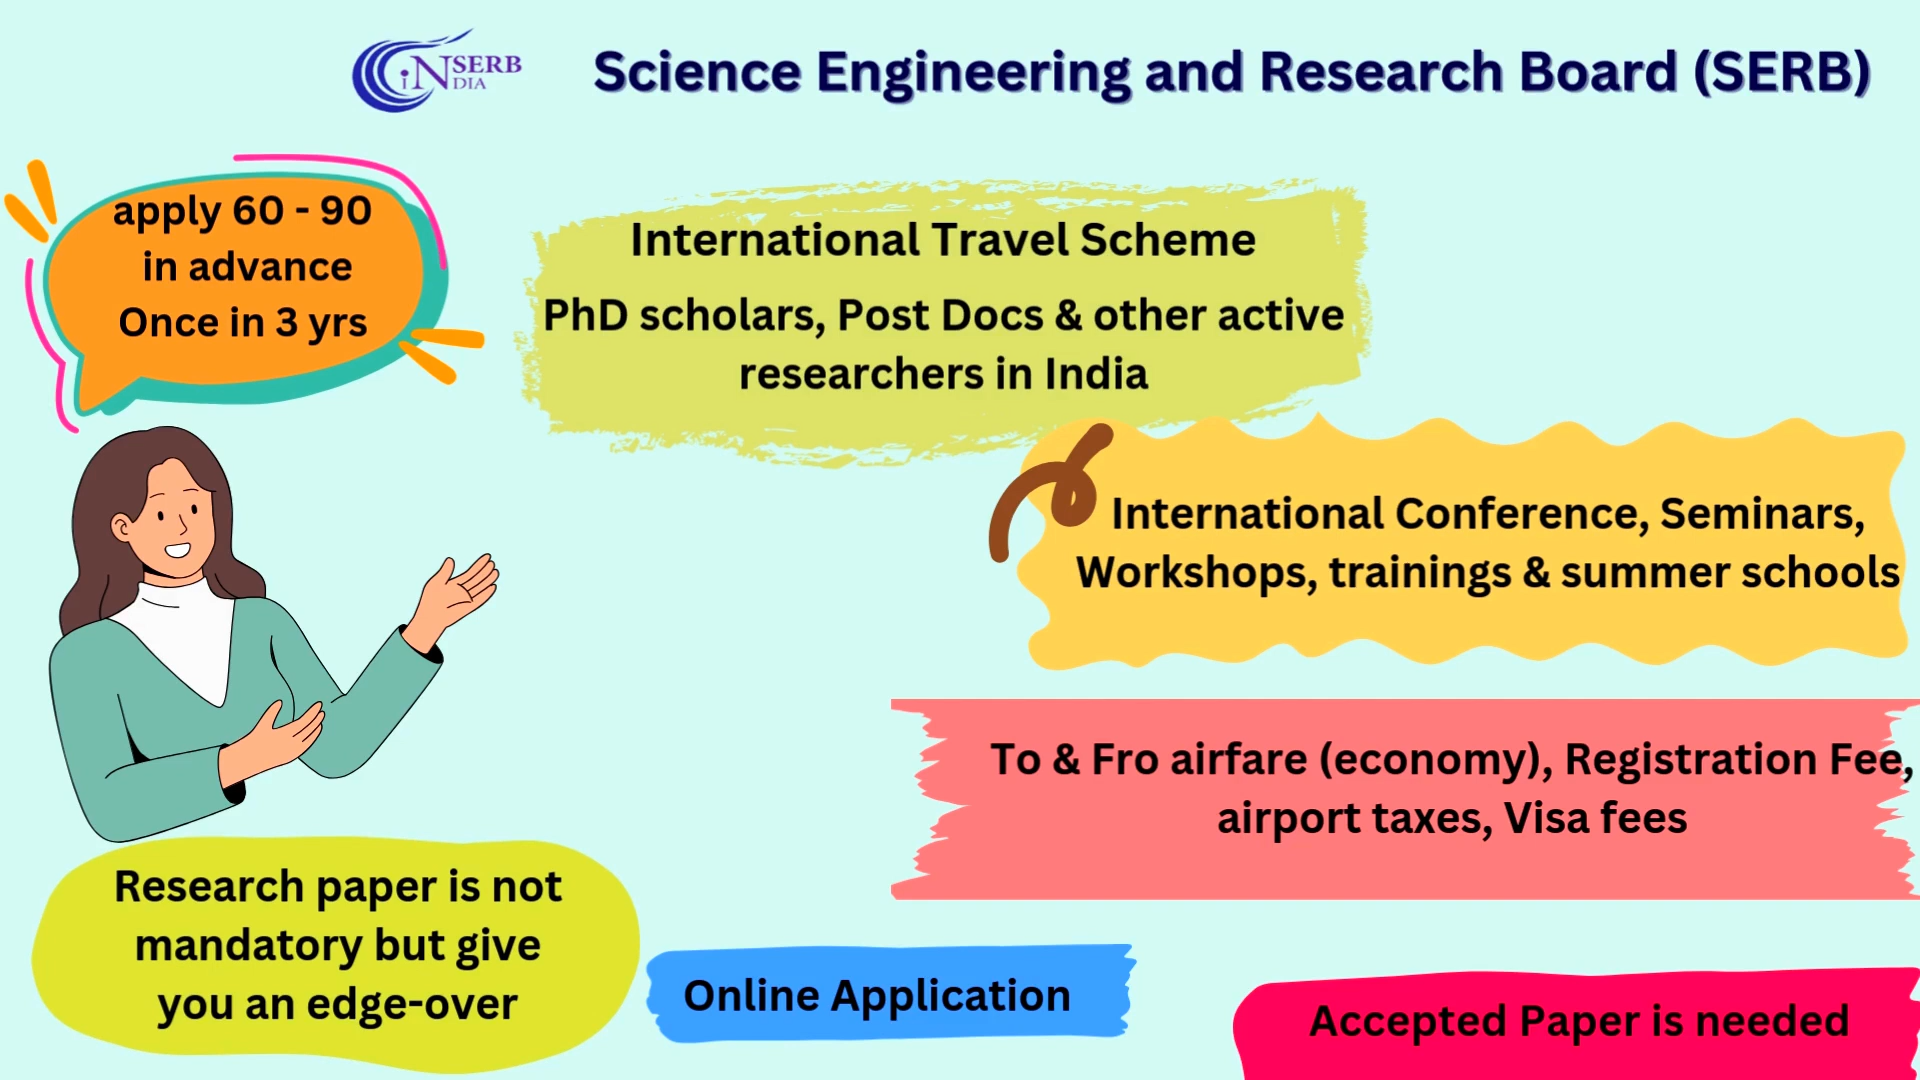 iNSERB
NDIA
Science Engineering and Research Board (SERB)
apply 60 - 90
in advance
Once in 3 yrs
International Travel Scheme
PhD scholars, Post Docs & other active
researchers in India
International Conference, Seminars,
Workshops, trainings & summer schools
To & Fro airfare (economy), Registration Fee,
airport taxes, Visa fees
Research paper is not
mandatory but give
you an edge-over
Online Application
Accepted Paper is needed